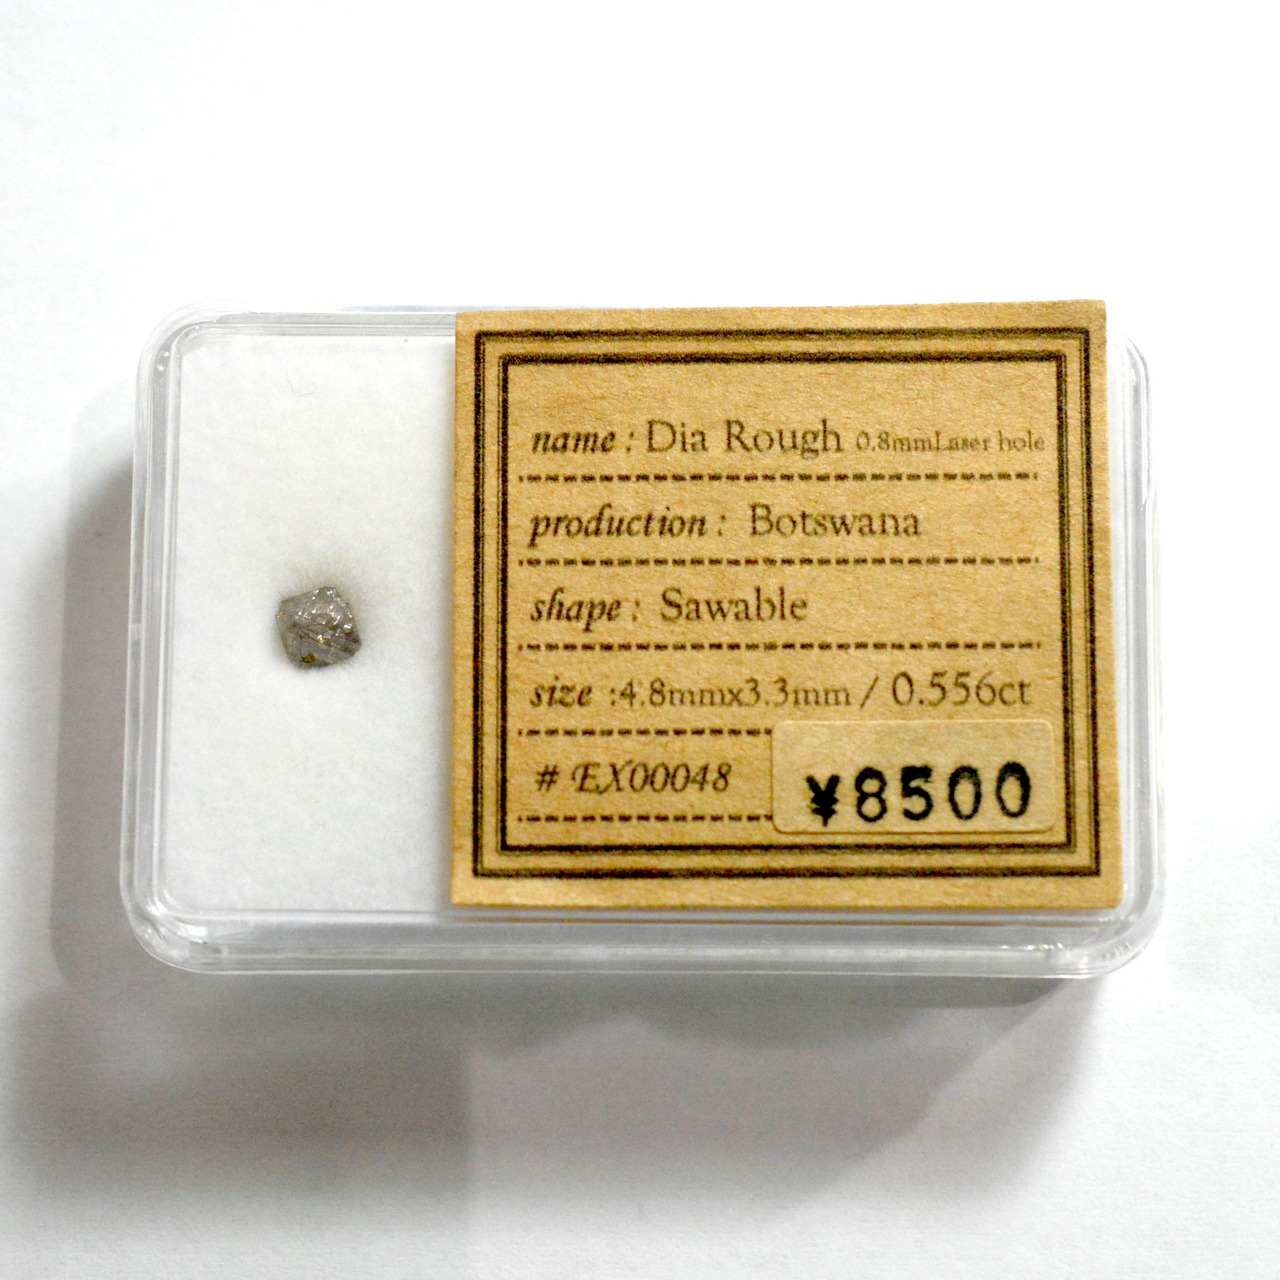 name : Dia Rough 0.8mmLaser hole
production : Botswana
shape : Sawable
size :4.8mmx3.3mm / 0.556ct
# EX00048
¥8500